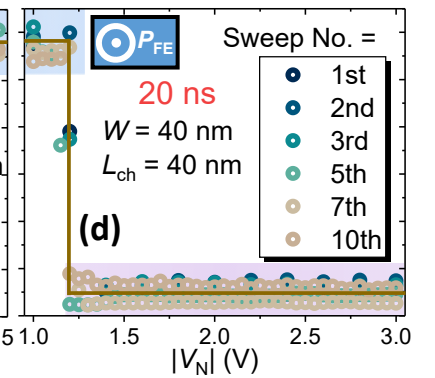 P_FE
Sweep No. =
1st
2nd
3rd
5th
7th
10th
20 ns
W = 40 nm
L_ch = 40 nm
(d)
5 1.0 1.5 2.0 2.5 3.0
|V_N| (V)